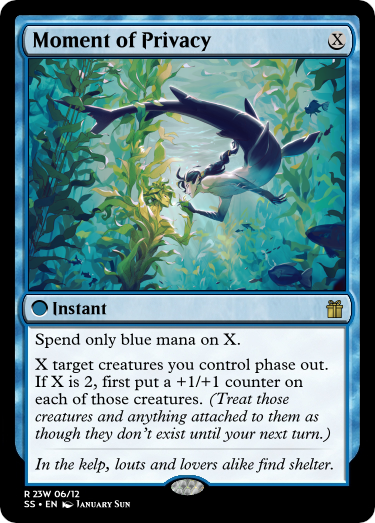 Moment of Privacy X
Instant
Spend only blue mana on X.
X target creatures you control phase out.
If X is 2, first put a +1/+1 counter on
each of those creatures. (Treat those
creatures and anything attached to them as
though they don't exist until your next turn.)
In the kelp, louts and lovers alike find shelter.
R 23W 06/12
SS • EN January Sun